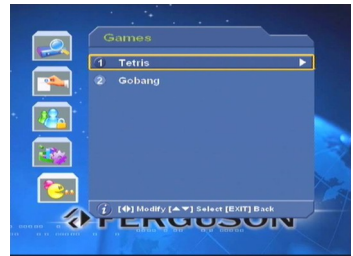 Games
1 Tetris
2 Gobang
i [◀▶] Modify [▲▼] Select [EXIT] Back
FERGUSON